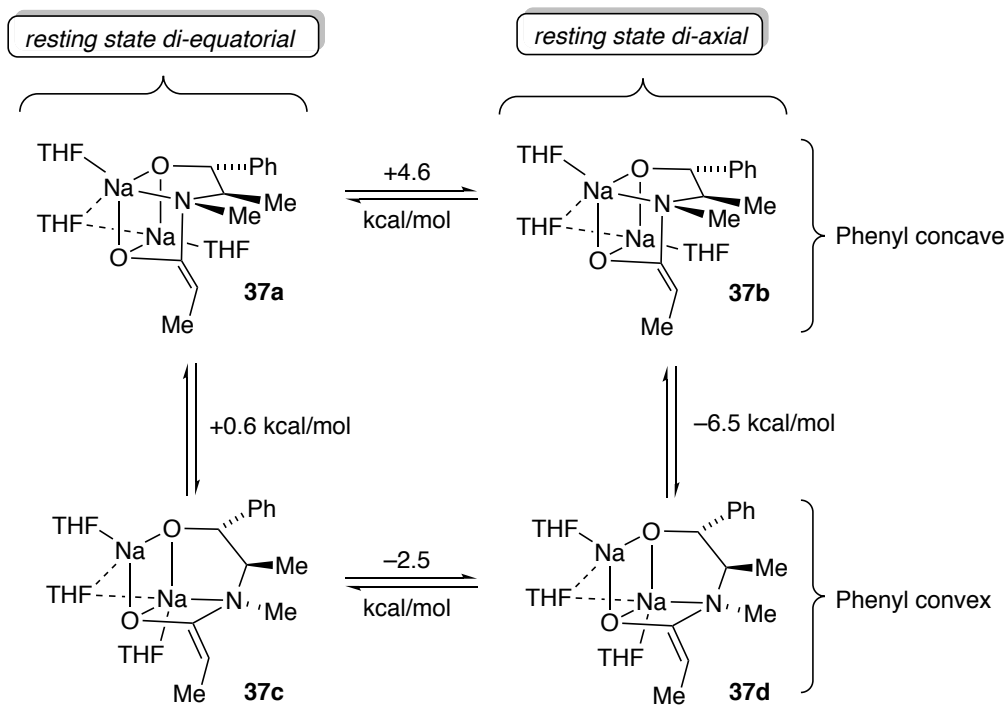 resting state di-equatorial
resting state di-axial
THF
O
Ph
Na
N
Me
Me
THF
Na
THF
O
37a
Me
+4.6
kcal/mol
THF
O
Ph
Na
N
Me
Me
THF
Na
THF
O
37b
Me
Phenyl concave
+0.6 kcal/mol
–6.5 kcal/mol
THF
O
Ph
Na
Me
THF
Na
N
Me
O
THF
Me
37c
–2.5
kcal/mol
THF
O
Ph
Na
Me
THF
Na
N
Me
O
THF
Me
37d
Phenyl convex